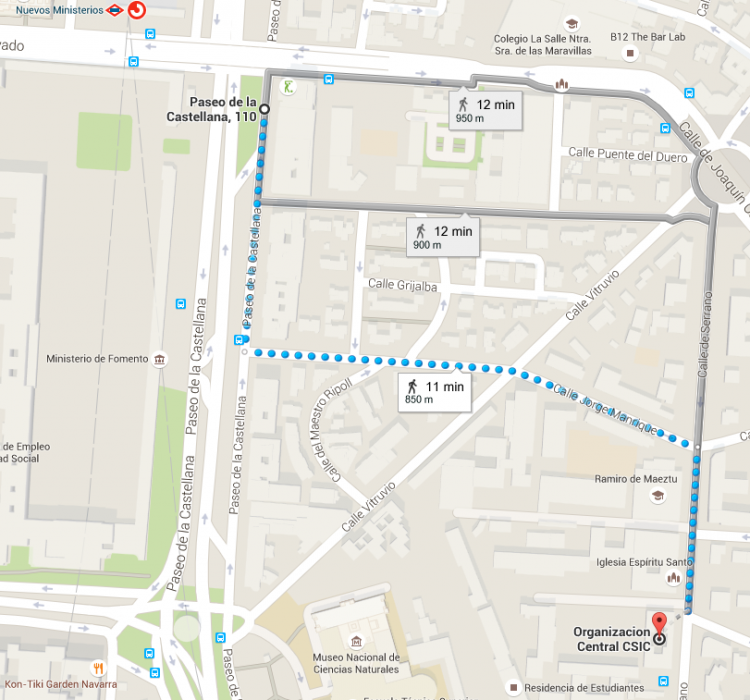 Nuevos Ministerios
Paseo de
Colegio La Salle Ntra.
Sra. de las Maravillas
B12 The Bar Lab
Paseo de la
Castellana, 110
12 min
950 m
Calle de Joaquín
Calle Puente del Duero
Paseo de la Castellana
12 min
900 m
Calle Grijalba
Calle Vitruvio
Calle de Serrano
Paseo de la Castellana
Ministerio de Fomento
11 min
850 m
Calle del Maestro Ripoll
Calle Jorge Manrique
de Empleo
ad Social
Paseo de la Castellana
Calle Vitruvio
Ramiro de Maeztu
Paseo de la Castellana
Iglesia Espíritu Santo
Organizacion
Central CSIC
Museo Nacional de
Ciencias Naturales
Paseo de la
Kon-Tiki Garden Navarra
Residencia de Estudiantes